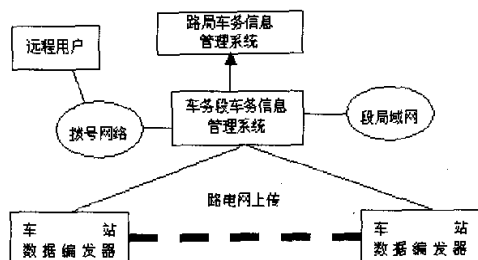 路局车务信息
管理系统
远程用户
车务段车务信息
管理系统
拨号网络
段局域网
路电网上传
车 站
数据编发器
车 站
数据编发器